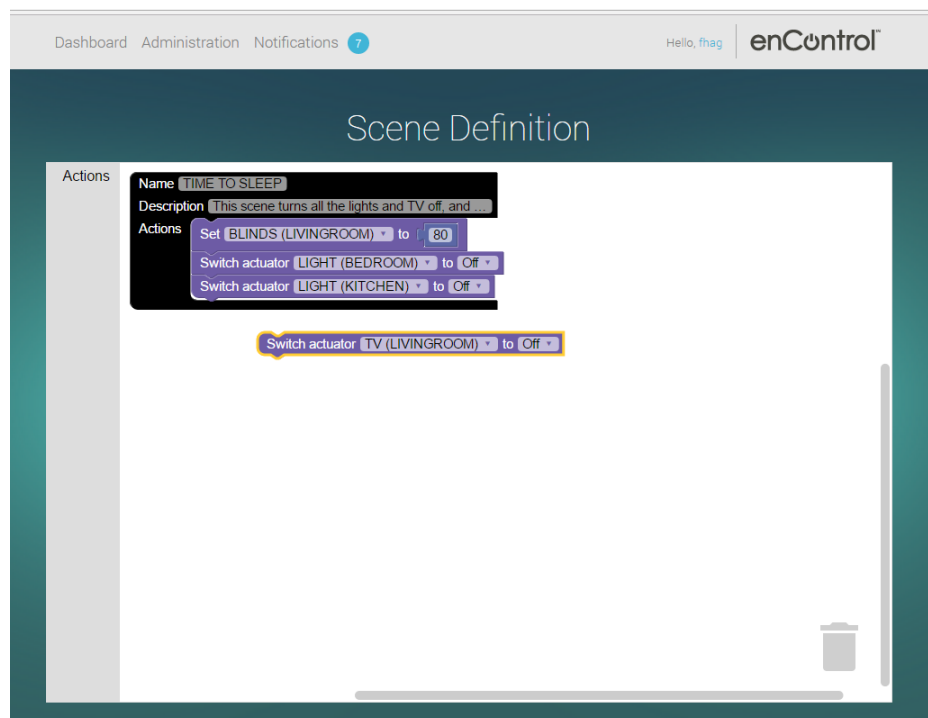 Dashboard Administration Notifications 7 Hello, fhag enControl™
Scene Definition
Actions
Name TIME TO SLEEP
Description This scene turns all the lights and TV off, and ...
Actions Set BLINDS (LIVINGROOM) to 80
Switch actuator LIGHT (BEDROOM) to Off
Switch actuator LIGHT (KITCHEN) to Off
Switch actuator TV (LIVINGROOM) to Off